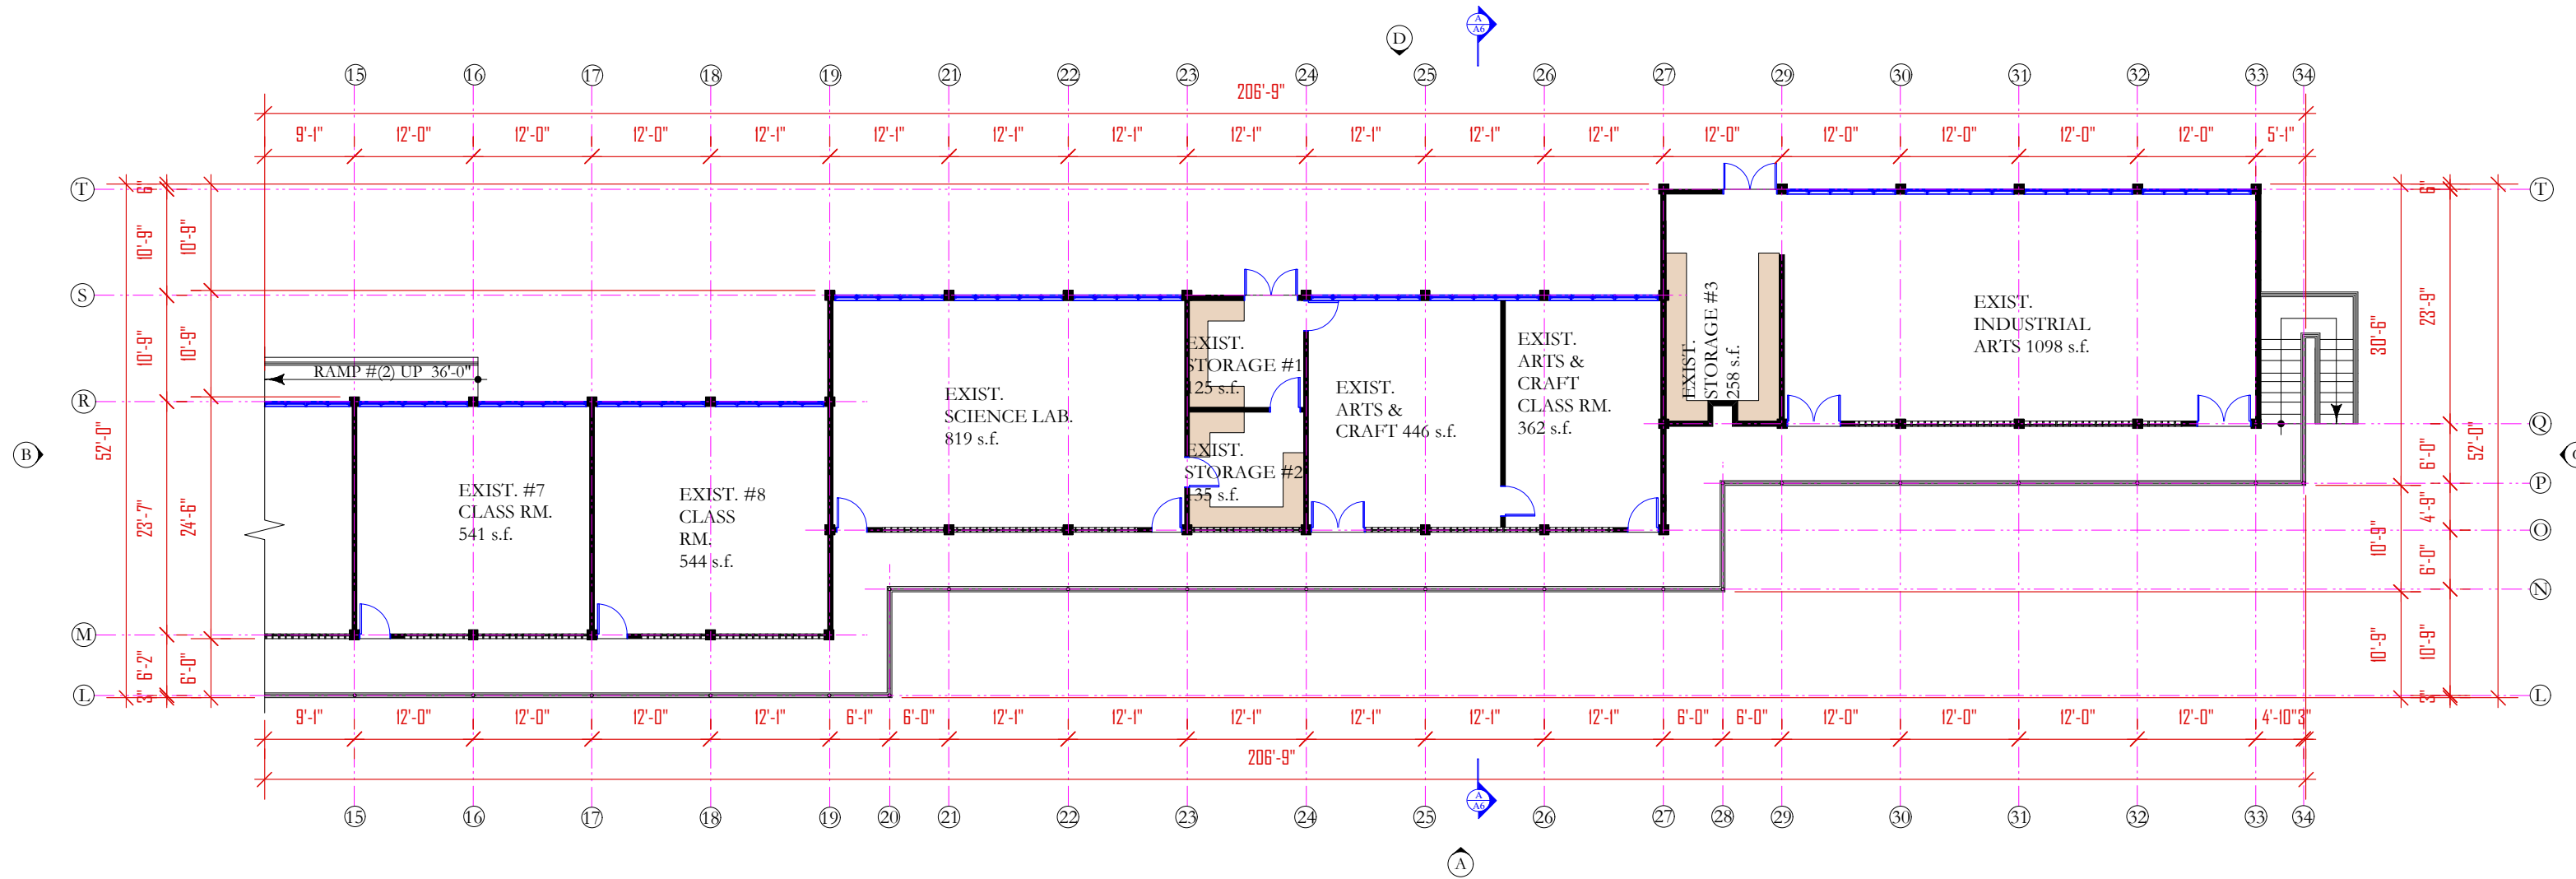 A
A6
D
15 16 17 18 19 21 22 23 24 25 26 27 29 30 31 32 33 34
206'-9"
9'-1" 12'-0" 12'-0" 12'-0" 12'-1" 12'-1" 12'-1" 12'-1" 12'-1" 12'-1" 12'-1" 12'-1" 12'-0" 12'-0" 12'-0" 12'-0" 12'-0" 5'-1"
T
S
R
M
L
B
52'-0"
6" 10'-9" 10'-9" 23'-7" 6'-2" 3"
10'-9" 10'-9" 24'-6" 6'-0"
RAMP #(2) UP 36'-0"
EXIST. #7
CLASS RM.
541 s.f.
EXIST. #8
CLASS
RM.
544 s.f.
EXIST.
SCIENCE LAB.
819 s.f.
EXIST.
STORAGE #1
125 s.f.
EXIST.
STORAGE #2
135 s.f.
EXIST.
ARTS &
CRAFT 446 s.f.
EXIST.
ARTS &
CRAFT
CLASS RM.
362 s.f.
EXIST.
STORAGE #3
258 s.f.
EXIST.
INDUSTRIAL
ARTS 1098 s.f.
30'-6" 10'-9" 10'-9"
6" 23'-9" 6'-0" 4'-9" 6'-0" 10'-9" 3"
52'-0"
T
Q
P
O
N
L
9'-1" 12'-0" 12'-0" 12'-0" 12'-1" 6'-1" 6'-0" 12'-1" 12'-1" 12'-1" 12'-1" 12'-1" 12'-1" 6'-0" 6'-0" 12'-0" 12'-0" 12'-0" 12'-0" 4'-10" 3"
206'-9"
A
A6
15 16 17 18 19 20 21 22 23 24 25 26 27 28 29 30 31 32 33 34
A